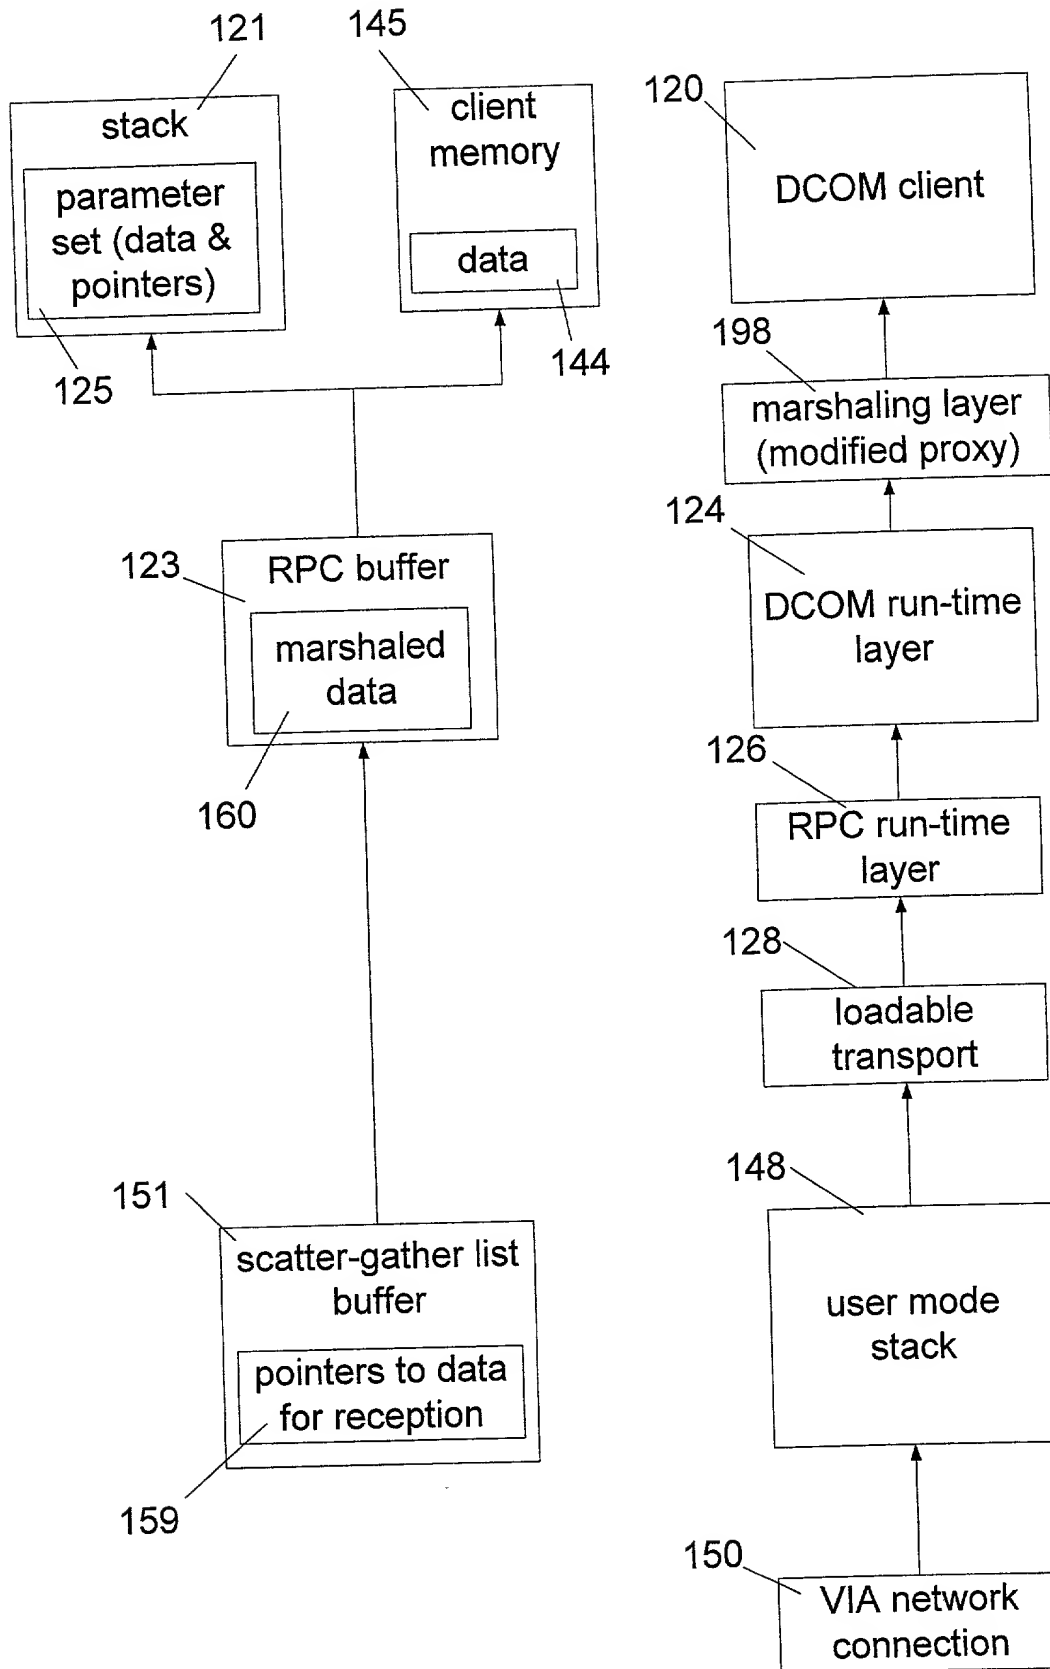 121
145
stack
parameter
set (data &
pointers)
125
client
memory
data
144
120
DCOM client
198
marshaling layer
(modified proxy)
124
DCOM run-time
layer
123
RPC buffer
marshaled
data
160
126
RPC run-time
layer
128
loadable
transport
151
scatter-gather list
buffer
pointers to data
for reception
159
148
user mode
stack
150
VIA network
connection